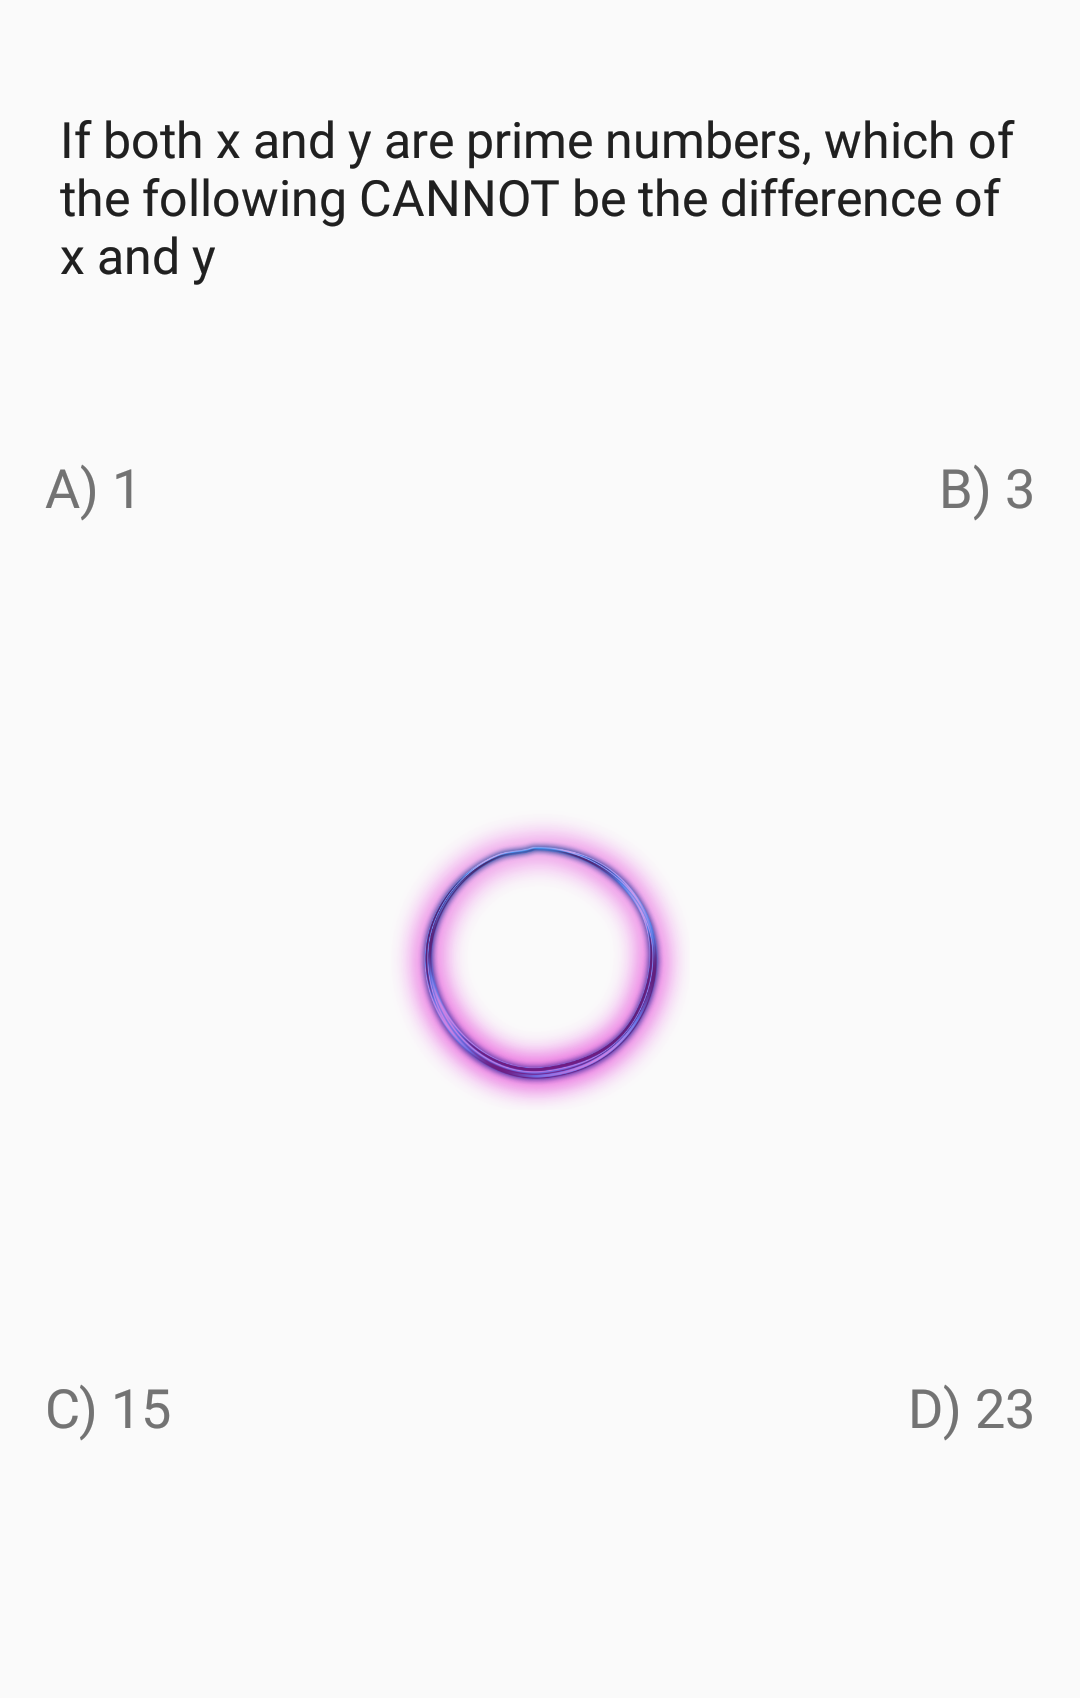 If both x and y are prime numbers, which of
the following CANNOT be the difference of
x and y
A) 1
B) 3
C) 15
D) 23